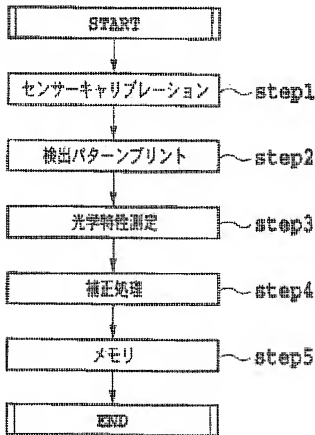 START
センサーキャリブレーション step1
検出パターンプリント step2
光学特性測定 step3
補正処理 step4
メモリ step5
END